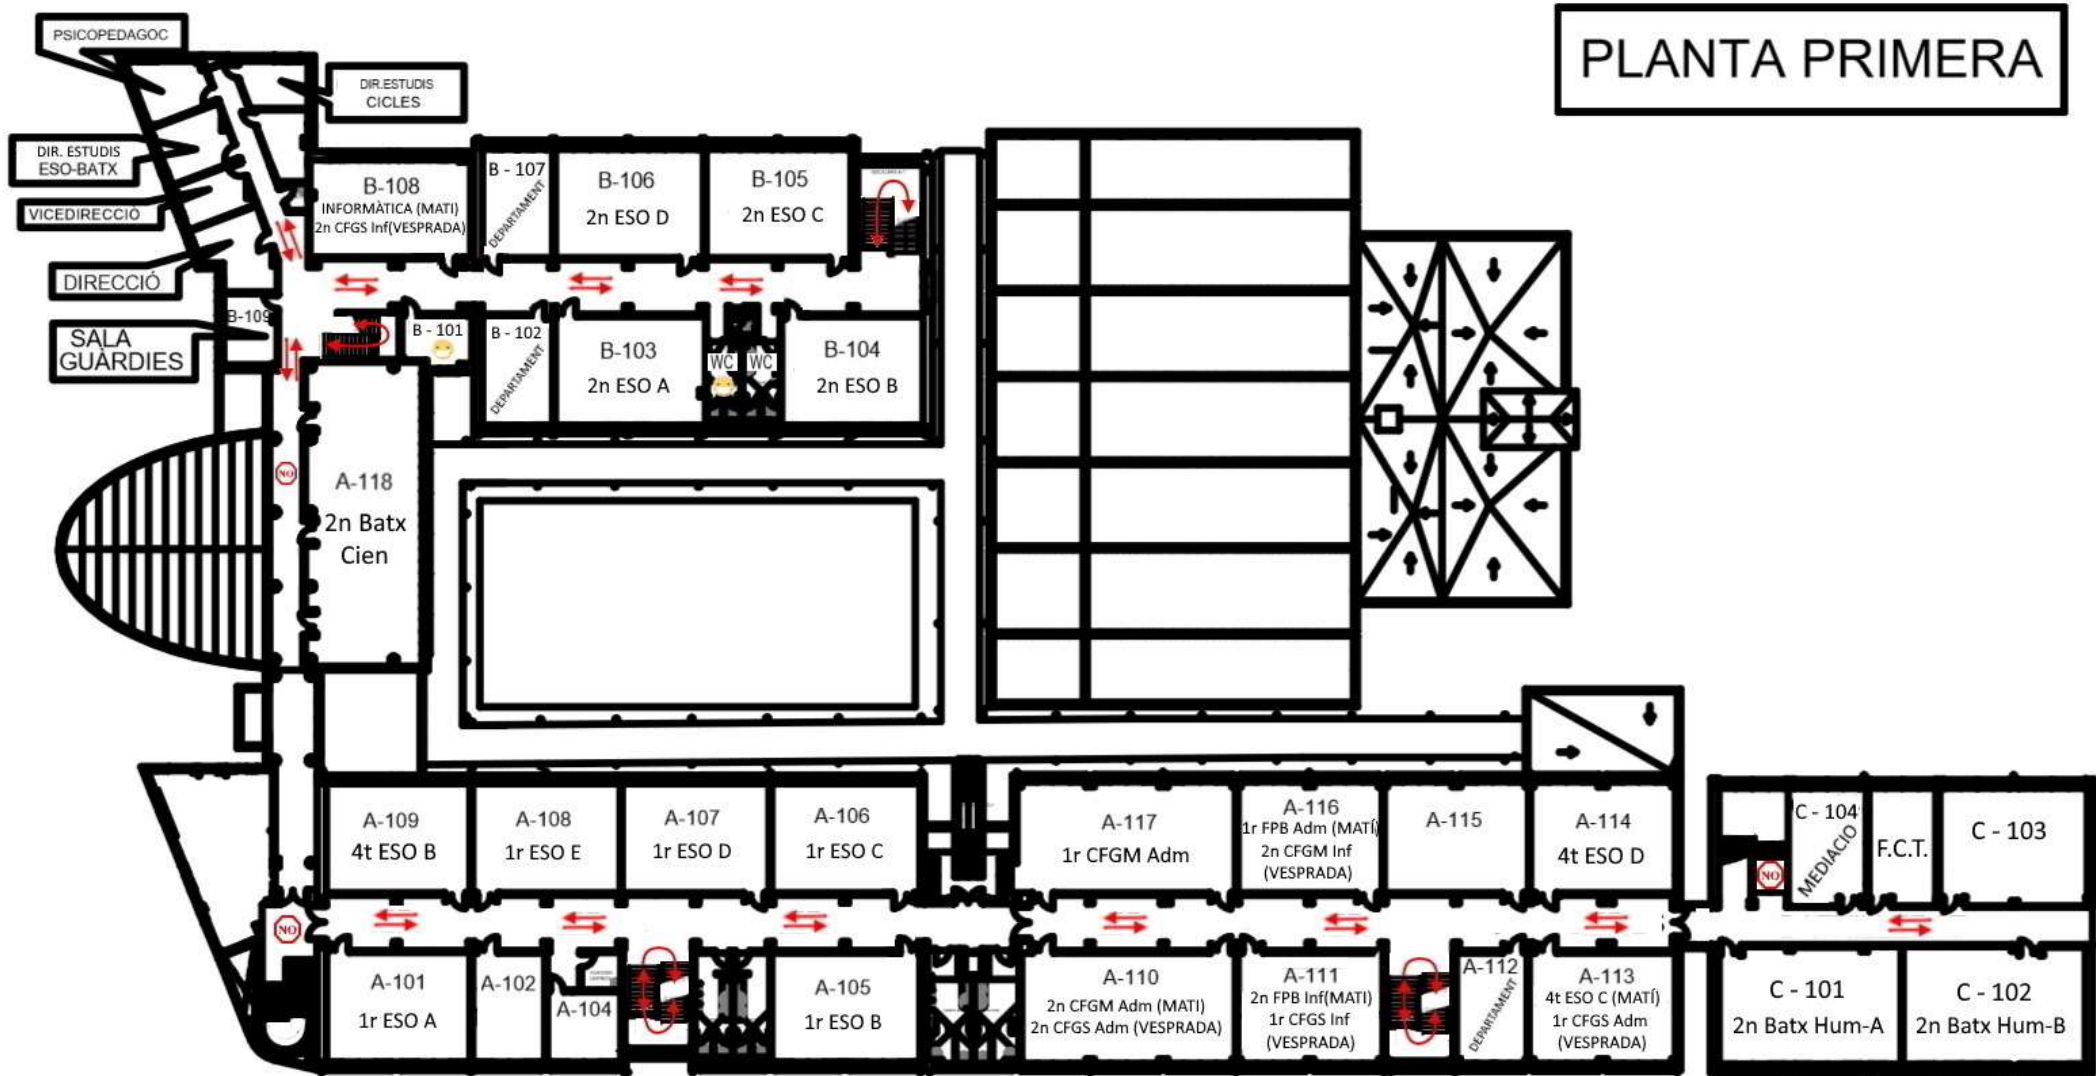 PLANTA PRIMERA
PSICOPEDAGOC
DIR.ESTUDIS
CICLES
DIR. ESTUDIS
ESO-BATX
VICEDIRECCIÓ
DIRECCIÓ
B-109
SALA
GUÀRDIES
B-108
INFORMÀTICA (MATI)
2n CFGS Inf(VESPRADA)
B - 107
DEPARTAMENT
B-106
2n ESO D
B-105
2n ESO C
B - 101
B - 102
DEPARTAMENT
B-103
2n ESO A
WC
WC
B-104
2n ESO B
NO
A-118
2n Batx
Cien
A-109
4t ESO B
A-108
1r ESO E
A-107
1r ESO D
A-106
1r ESO C
A-117
1r CFGM Adm
A-116
1r FPB Adm (MATÍ)
2n CFGM Inf
(VESPRADA)
A-115
A-114
4t ESO D
NO
C - 104
MEDIACIO
F.C.T.
C - 103
NO
A-101
1r ESO A
A-102
A-104
A-105
1r ESO B
A-110
2n CFGM Adm (MATI)
2n CFGS Adm (VESPRADA)
A-111
2n FPB Inf(MATI)
1r CFGS Inf
(VESPRADA)
A-112
DEPARTAMENT
A-113
4t ESO C (MATÍ)
1r CFGS Adm
(VESPRADA)
C - 101
2n Batx Hum-A
C - 102
2n Batx Hum-B